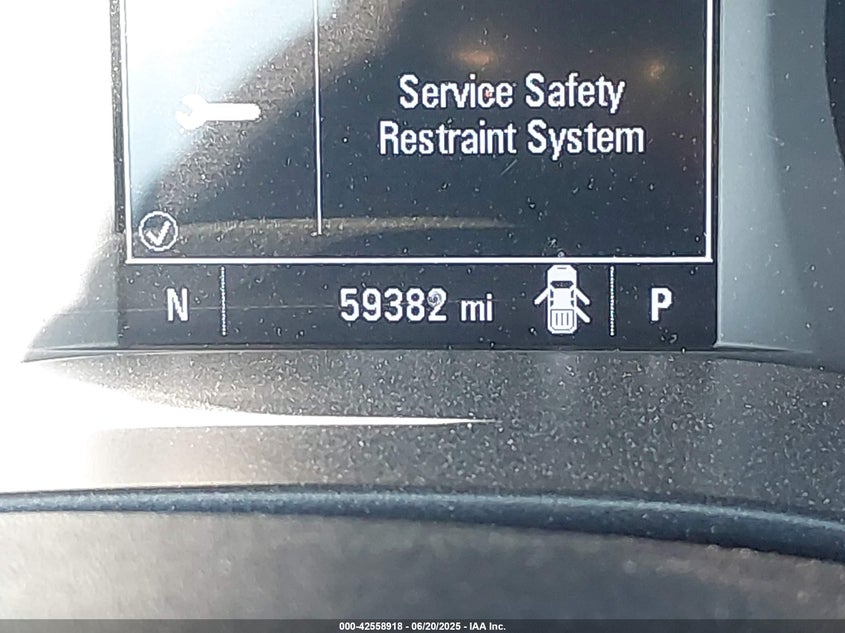 Service Safety
Restraint System
N 59382 mi P
000-42558918 - 06/20/2025 - IAA Inc.